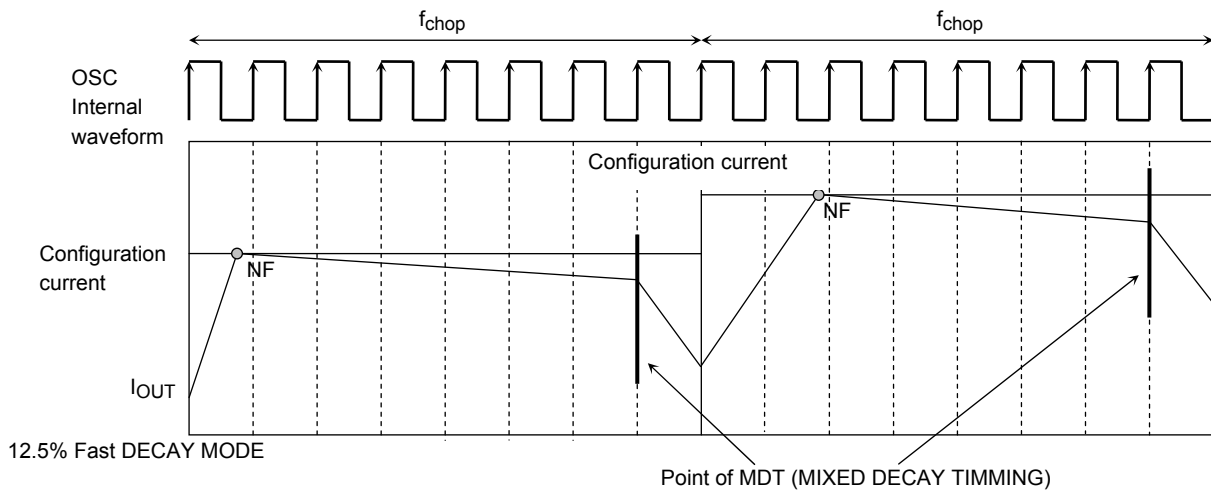 fchop
fchop
OSC
Internal
waveform
Configuration current
NF
Configuration
current
NF
IOUT
12.5% Fast DECAY MODE
Point of MDT (MIXED DECAY TIMMING)